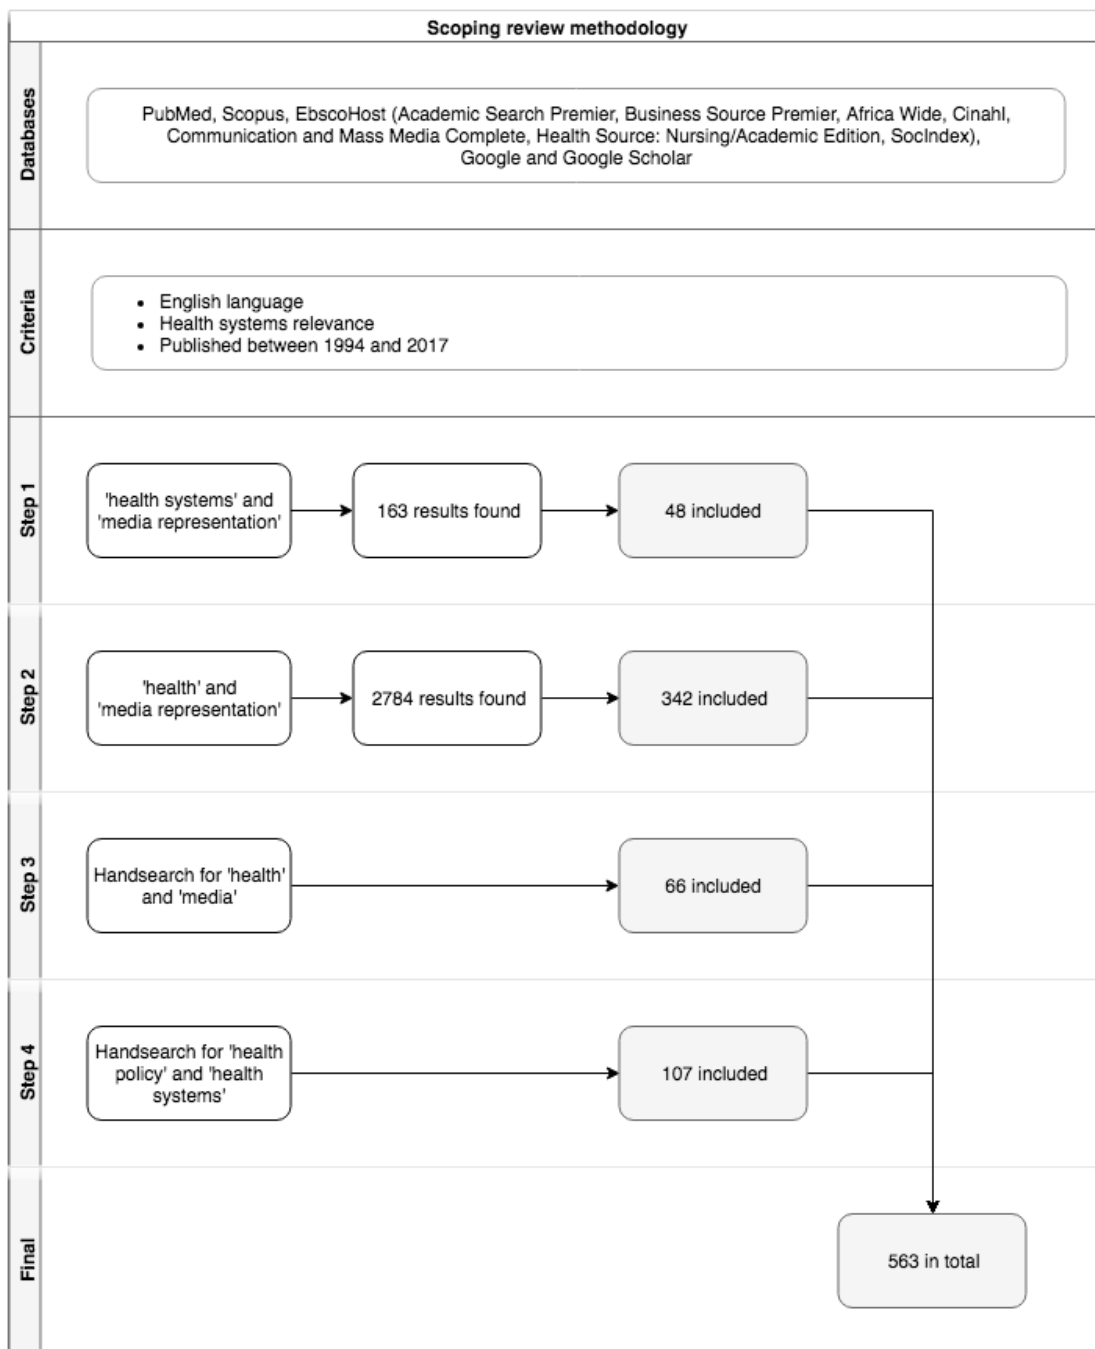 Scoping review methodology
Databases
PubMed, Scopus, EbscoHost (Academic Search Premier, Business Source Premier, Africa Wide, Cinahl,
Communication and Mass Media Complete, Health Source: Nursing/Academic Edition, SocIndex),
Google and Google Scholar
Criteria
• English language
• Health systems relevance
• Published between 1994 and 2017
Step 1
'health systems' and
'media representation'
163 results found
48 included
Step 2
'health' and
'media representation'
2784 results found
342 included
Step 3
Handsearch for 'health'
and 'media'
66 included
Step 4
Handsearch for 'health
policy' and 'health
systems'
107 included
Final
563 in total